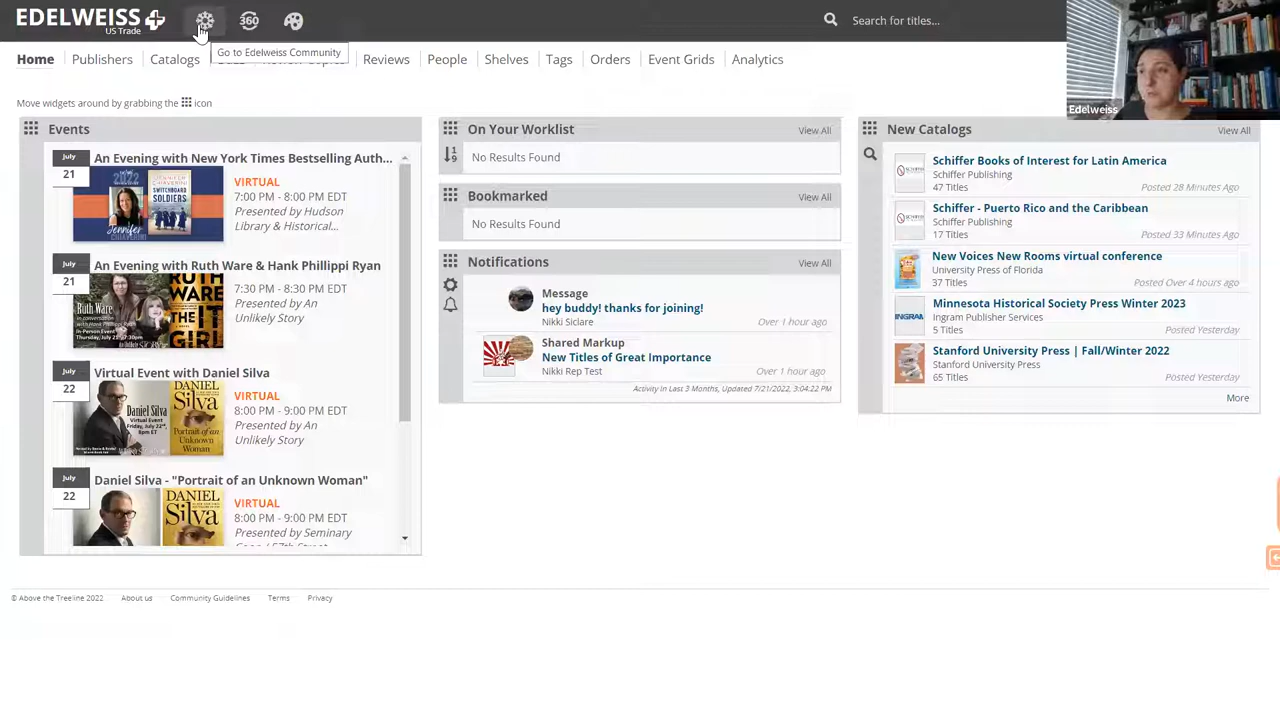 EDELWEISS
US Trade
360
Search for titles...
Go to Edelweiss Community
Home Publishers Catalogs Reviews People Shelves Tags Orders Event Grids Analytics
Edelweiss
Move widgets around by grabbing the icon
Events
July
21
An Evening with New York Times Bestselling Auth...
2022
JENNIFER CHIAVERINI
SWITCHBOARD SOLDIERS
VIRTUAL
7:00 PM - 8:00 PM EDT
Presented by Hudson
Library & Historical...
July
21
An Evening with Ruth Ware & Hank Phillippi Ryan
RUTH WARE
7:30 PM - 8:30 PM EDT
Presented by An
Unlikely Story
July
22
Virtual Event with Daniel Silva
Daniel Silva
VIRTUAL
8:00 PM - 9:00 PM EDT
Presented by An
Unlikely Story
July
22
Daniel Silva - "Portrait of an Unknown Woman"
DANIEL SILVA
VIRTUAL
8:00 PM - 9:00 PM EDT
Presented by Seminary
On Your Worklist
View All
No Results Found
Bookmarked
View All
No Results Found
Notifications
View All
Message
hey buddy! thanks for joining!
Nikki Siclare
Over 1 hour ago
Shared Markup
New Titles of Great Importance
Nikki Rep Test
Over 1 hour ago
Activity In Last 3 Months, Updated 7/21/2022, 3:04:22 PM
New Catalogs
View All
Schiffer Books of Interest for Latin America
Schiffer Publishing
47 Titles
Posted 28 Minutes Ago
Schiffer - Puerto Rico and the Caribbean
Schiffer Publishing
17 Titles
Posted 33 Minutes Ago
New Voices New Rooms virtual conference
University Press of Florida
37 Titles
Posted Over 4 hours ago
INGRAM
Minnesota Historical Society Press Winter 2023
Ingram Publisher Services
5 Titles
Posted Yesterday
Stanford University Press | Fall/Winter 2022
Stanford University Press
65 Titles
Posted Yesterday
More
© Above the Treeline 2022 About us Community Guidelines Terms Privacy